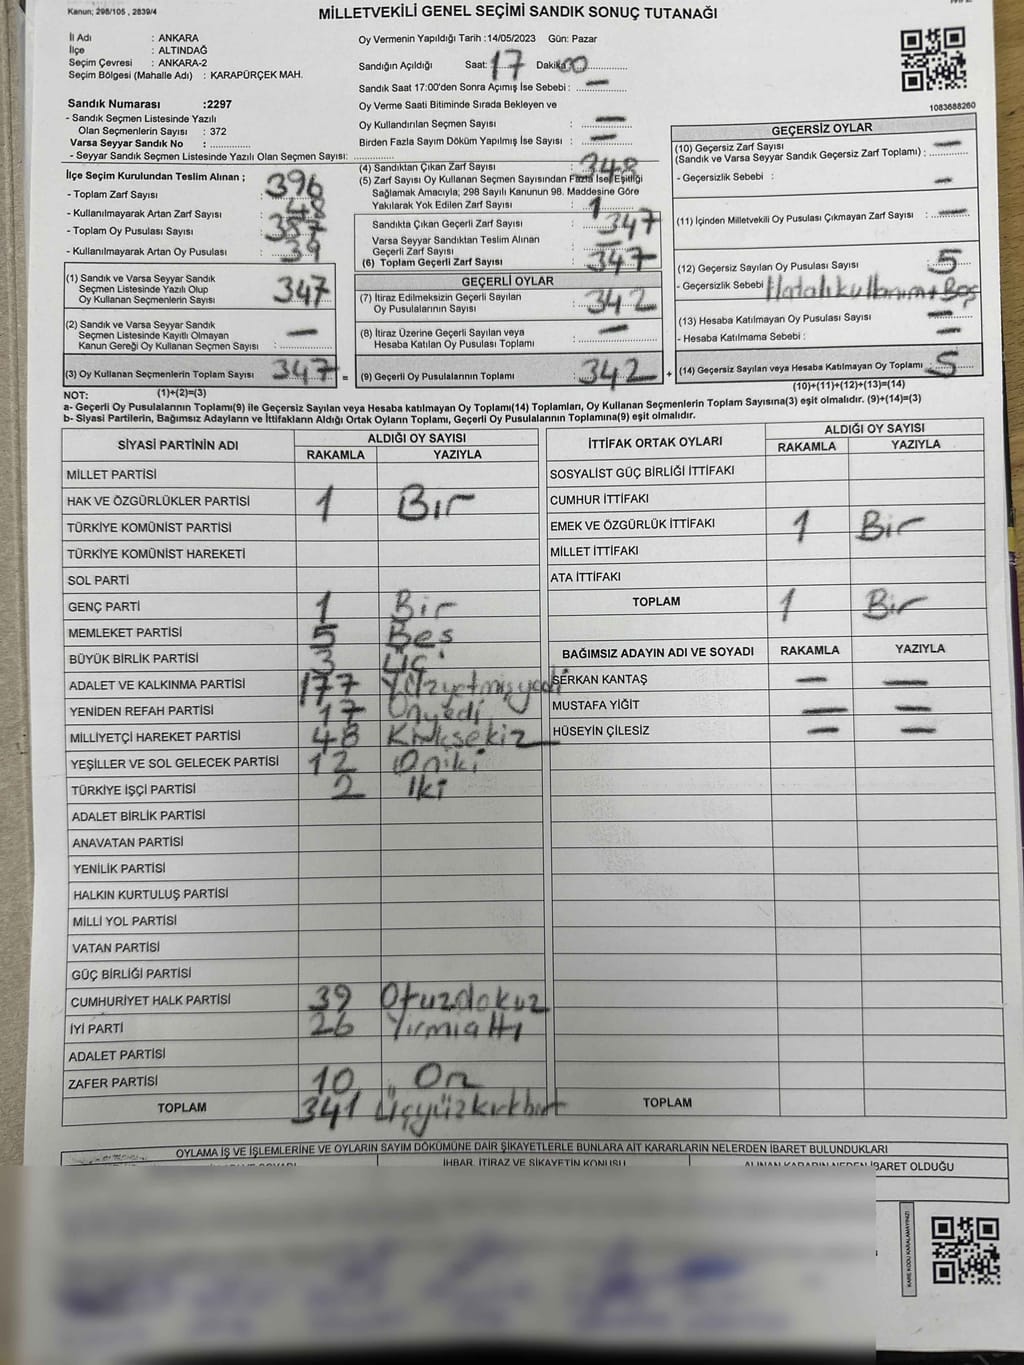 Kanun; 298/105 , 2839/4
MİLLETVEKİLİ GENEL SEÇİMİ SANDIK SONUÇ TUTANAĞI
İl Adı : ANKARA
İlçe : ALTINDAĞ
Seçim Çevresi : ANKARA-2
Seçim Bölgesi (Mahalle Adı) : KARAPÜRÇEK MAH.
Sandık Numarası :2297
- Sandık Seçmen Listesinde Yazılı
Olan Seçmenlerin Sayısı : 372
Varsa Seyyar Sandık No :
- Seyyar Sandık Seçmen Listesinde Yazılı Olan Seçmen Sayısı:
Oy Vermenin Yapıldığı Tarih :14/05/2023 Gün: Pazar
Sandığın Açıldığı Saat: 17 Dakika: 00
Sandık Saat 17:00'den Sonra Açımış İse Sebebi : —
Oy Verme Saati Bitiminde Sırada Bekleyen ve
Oy Kullandırılan Seçmen Sayısı : —
Birden Fazla Sayım Döküm Yapılmış İse Sayısı : —
1083688260
İlçe Seçim Kurulundan Teslim Alınan ;
- Toplam Zarf Sayısı : 396
- Kullanılmayarak Artan Zarf Sayısı : 48
- Toplam Oy Pusulası Sayısı :
- Kullanılmayarak Artan Oy Pusulası : 39
(1) Sandık ve Varsa Seyyar Sandık
Seçmen Listesinde Yazılı Olup
Oy Kullanan Seçmenlerin Sayısı : 347
(2) Sandık ve Varsa Seyyar Sandık
Seçmen Listesinde Kayıtlı Olmayan
Kanun Gereği Oy Kullanan Seçmen Sayısı : —
(3) Oy Kullanan Seçmenlerin Toplam Sayısı : 347 =
(1)+(2)=(3)
(4) Sandıktan Çıkan Zarf Sayısı : 348
(5) Zarf Sayısı Oy Kullanan Seçmen Sayısından Fazla İse, Eşitliği
Sağlamak Amacıyla; 298 Sayılı Kanunun 98. Maddesine Göre
Yakılarak Yok Edilen Zarf Sayısı : 1
Sandıkta Çıkan Geçerli Zarf Sayısı : 347
Varsa Seyyar Sandıktan Teslim Alınan
Geçerli Zarf Sayısı : —
(6) Toplam Geçerli Zarf Sayısı : 347
GEÇERLİ OYLAR
(7) İtiraz Edilmeksizin Geçerli Sayılan
Oy Pusulalarının Sayısı : 342
(8) İtiraz Üzerine Geçerli Sayılan veya
Hesaba Katılan Oy Pusulası Toplamı : —
(9) Geçerli Oy Pusulalarının Toplamı : 342 +
GEÇERSİZ OYLAR
(10) Geçersiz Zarf Sayısı
(Sandık ve Varsa Seyyar Sandık Geçersiz Zarf Toplamı) : —
- Geçersizlik Sebebi : —
(11) İçinden Milletvekili Oy Pusulası Çıkmayan Zarf Sayısı : —
(12) Geçersiz Sayılan Oy Pusulası Sayısı : 5
- Geçersizlik Sebebi Hatalı kullanım + Boş
(13) Hesaba Katılmayan Oy Pusulası Sayısı : —
- Hesaba Katılmama Sebebi : —
(14) Geçersiz Sayılan veya Hesaba Katılmayan Oy Toplamı : 5
(10)+(11)+(12)+(13)=(14)
NOT:
a- Geçerli Oy Pusulalarının Toplamı(9) ile Geçersiz Sayılan veya Hesaba katılmayan Oy Toplamı(14) Toplamları, Oy Kullanan Seçmenlerin Toplam Sayısına(3) eşit olmalıdır. (9)+(14)=(3)
b- Siyasi Partilerin, Bağımsız Adayların ve İttifakların Aldığı Ortak Oyların Toplamı, Geçerli Oy Pusulalarının Toplamına(9) eşit olmalıdır.
SİYASİ PARTİNİN ADI ALDIĞI OY SAYISI
RAKAMLA YAZIYLA
MİLLET PARTİSİ
HAK VE ÖZGÜRLÜKLER PARTİSİ 1 Bir
TÜRKİYE KOMÜNİST PARTİSİ
TÜRKİYE KOMÜNİST HAREKETİ
SOL PARTİ
GENÇ PARTİ 1 Bir
MEMLEKET PARTİSİ 5 Beş
BÜYÜK BİRLİK PARTİSİ 3 Üç
ADALET VE KALKINMA PARTİSİ 177 Yüzyetmişyedi
YENİDEN REFAH PARTİSİ 17 Onyedi
MİLLİYETÇİ HAREKET PARTİSİ 48 Kırksekiz
YEŞİLLER VE SOL GELECEK PARTİSİ 12 Oniki
TÜRKİYE İŞÇİ PARTİSİ 2 İki
ADALET BİRLİK PARTİSİ
ANAVATAN PARTİSİ
YENİLİK PARTİSİ
HALKIN KURTULUŞ PARTİSİ
MİLLİ YOL PARTİSİ
VATAN PARTİSİ
GÜÇ BİRLİĞİ PARTİSİ
CUMHURİYET HALK PARTİSİ 39 Otuzdokuz
İYİ PARTİ 26 Yırmıaltı
ADALET PARTİSİ
ZAFER PARTİSİ 10 On
TOPLAM 341 Üçyüzkırkbir
İTTİFAK ORTAK OYLARI ALDIĞI OY SAYISI
RAKAMLA YAZIYLA
SOSYALİST GÜÇ BİRLİĞİ İTTİFAKI
CUMHUR İTTİFAKI
EMEK VE ÖZGÜRLÜK İTTİFAKI 1 Bir
MİLLET İTTİFAKI
ATA İTTİFAKI
TOPLAM 1 Bir
BAĞIMSIZ ADAYIN ADI VE SOYADI RAKAMLA YAZIYLA
SERKAN KANTAŞ — —
MUSTAFA YİĞİT — —
HÜSEYİN ÇİLESİZ — —
TOPLAM
OYLAMA İŞ VE İŞLEMLERİNE VE OYLARIN SAYIM DÖKÜMÜNE DAİR ŞİKAYETLERLE BUNLARA AİT KARARLARIN NELERDEN İBARET BULUNDUKLARI
İHBAR, İTİRAZ VE ŞİKAYETİN KONUSU
ALINAN KARARIN NEDEN İBARET OLDUĞU
KARE KODU KARALAMAYINIZ!